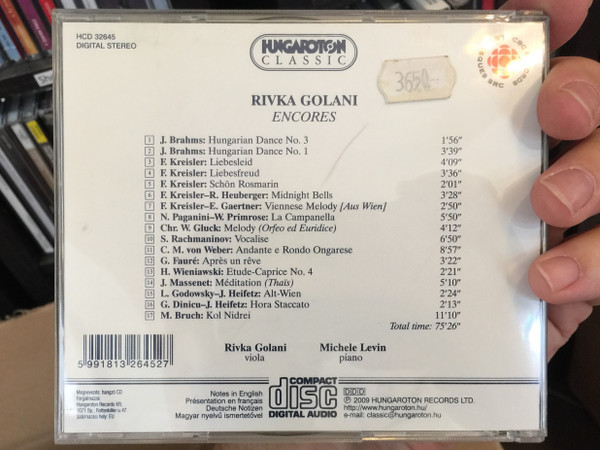 HCD 32645
DIGITAL STEREO
HUNGAROTON
CLASSIC
3650-
CBC
SRC
RIVKA GOLANI
ENCORES
1 J. Brahms: Hungarian Dance No. 3 1'56"
2 J. Brahms: Hungarian Dance No. 1 3'39"
3 F. Kreisler: Liebesleid 4'09"
4 F. Kreisler: Liebesfreud 3'36"
5 F. Kreisler: Schön Rosmarin 2'01"
6 F. Kreisler–R. Heuberger: Midnight Bells 3'28"
7 F. Kreisler–E. Gaertner: Viennese Melody [Aus Wien] 2'50"
8 N. Paganini–W. Primrose: La Campanella 5'50"
9 Chr. W. Gluck: Melody (Orfeo ed Euridice) 4'12"
10 S. Rachmaninov: Vocalise 6'50"
11 C. M. von Weber: Andante e Rondo Ongarese 8'57"
12 G. Fauré: Après un rêve 3'22"
13 H. Wieniawski: Etude-Caprice No. 4 2'21"
14 J. Massenet: Méditation (Thaïs) 5'10"
15 L. Godowsky–J. Heifetz: Alt-Wien 2'24"
16 G. Dinicu–J. Heifetz: Hora Staccato 2'13"
17 M. Bruch: Kol Nidrei 11'10"
Total time: 75'26"
Rivka Golani
viola
Michele Levin
piano
5 991813 264527
Hungaroton Records Kft.
Származási hely: EU
Notes in English
Présentation en français
Deutsche Notizen
Magyar nyelvű ismertetővel
COMPACT
disc
DIGITAL AUDIO
DDD
℗ 2009 HUNGAROTON RECORDS LTD.
http://www.hungaroton.hu/
e-mail: classic@hungaroton.hu